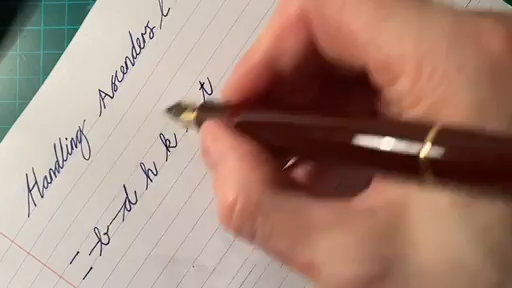 Handling Ascenders
= b d h k t